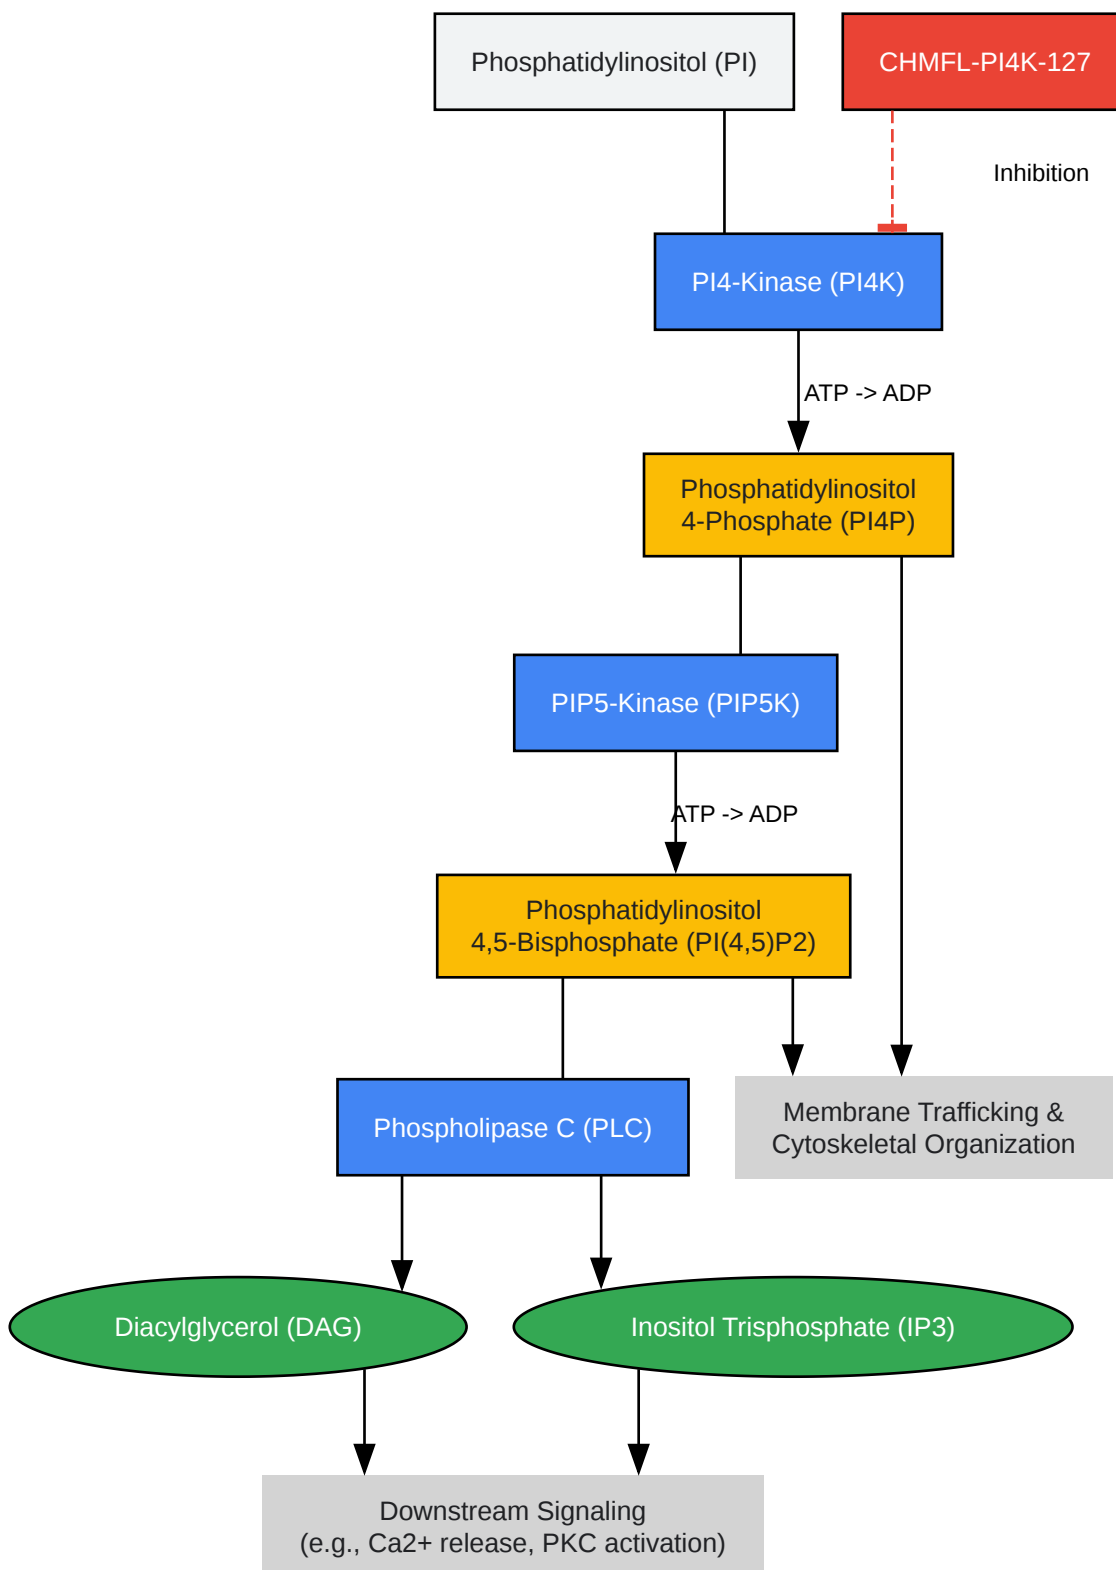 Phosphatidylinositol (PI)
CHMFL-PI4K-127
Inhibition
PI4-Kinase (PI4K)
ATP -> ADP
Phosphatidylinositol
4-Phosphate (PI4P)
PIP5-Kinase (PIP5K)
ATP -> ADP
Phosphatidylinositol
4,5-Bisphosphate (PI(4,5)P2)
Phospholipase C (PLC)
Membrane Trafficking &
Cytoskeletal Organization
Diacylglycerol (DAG)
Inositol Trisphosphate (IP3)
Downstream Signaling
(e.g., Ca2+ release, PKC activation)